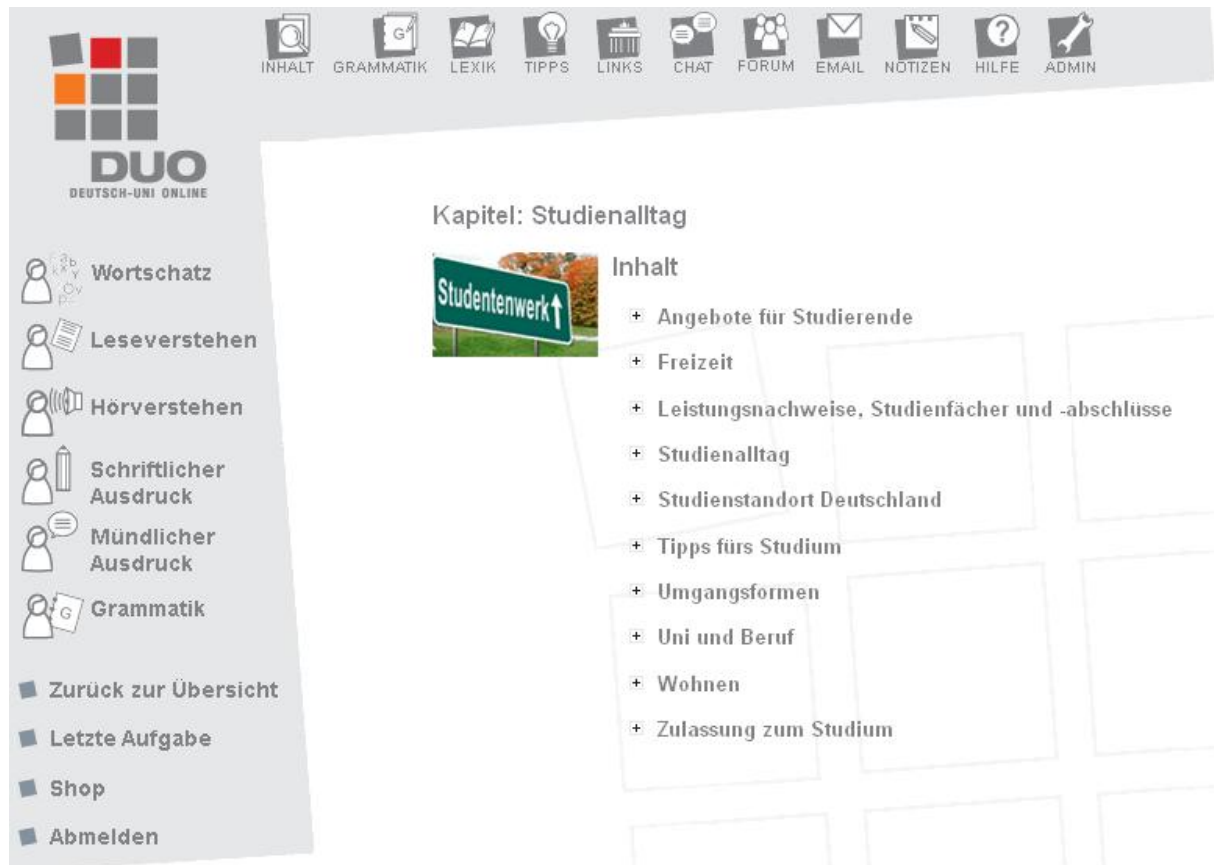 INHALT GRAMMATIK LEXIK TIPPS LINKS CHAT FORUM EMAIL NOTIZEN HILFE ADMIN
DUO
DEUTSCH-UNI ONLINE
Wortschatz
Leseverstehen
Hörverstehen
Schriftlicher
Ausdruck
Mündlicher
Ausdruck
Grammatik
Zurück zur Übersicht
Letzte Aufgabe
Shop
Abmelden
Kapitel: Studienalltag
Studentenwerk
Inhalt
Angebote für Studierende
Freizeit
Leistungsnachweise, Studienfächer und -abschlüsse
Studienalltag
Studienstandort Deutschland
Tipps fürs Studium
Umgangsformen
Uni und Beruf
Wohnen
Zulassung zum Studium